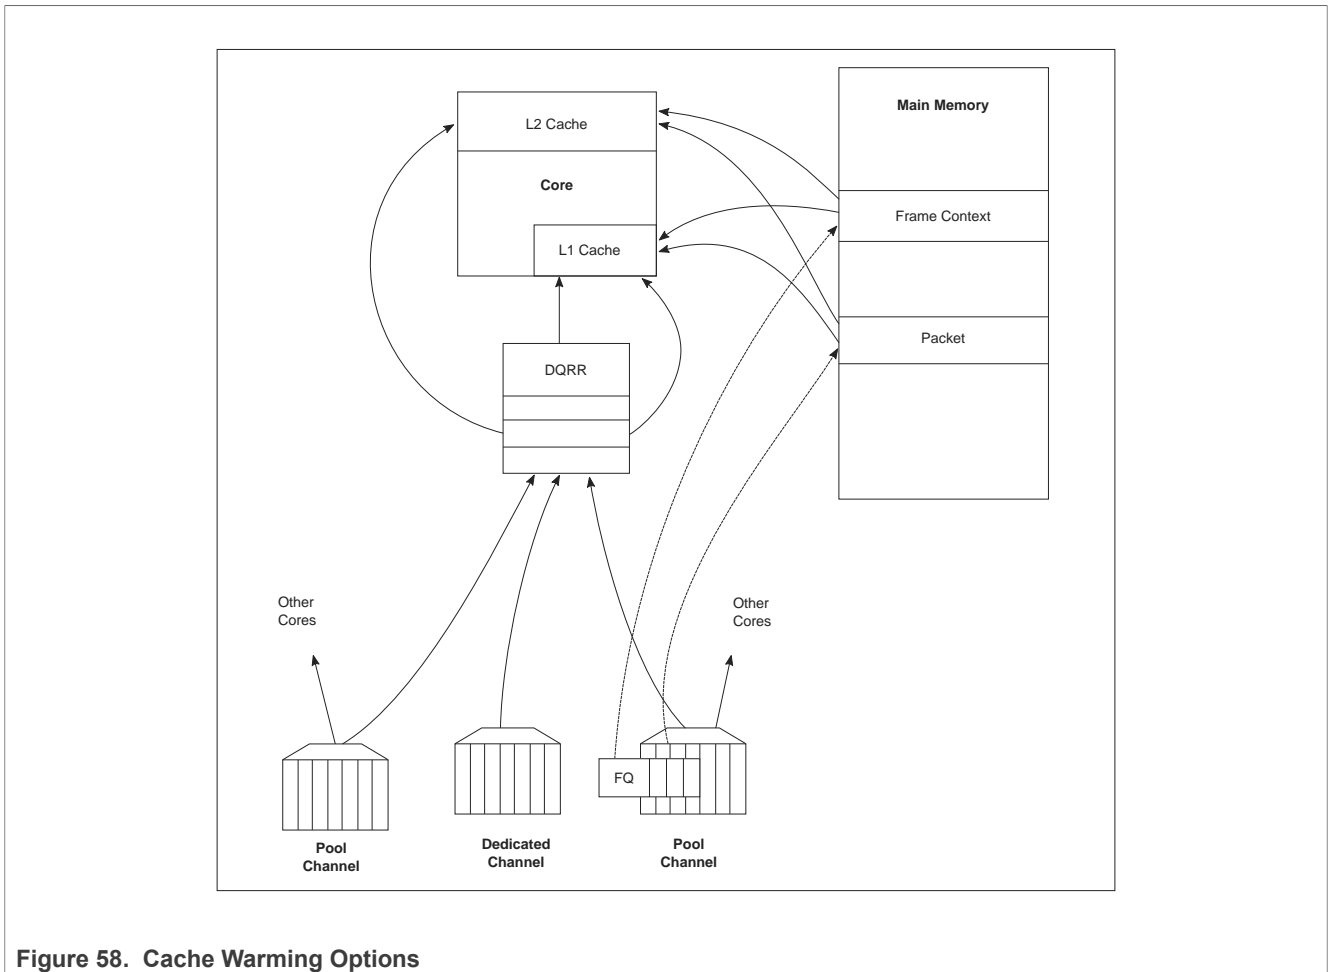 Main Memory
L2 Cache
Core
Frame Context
L1 Cache
Packet
DQRR
Other
Cores
Other
Cores
FQ
Pool
Channel
Dedicated
Channel
Pool
Channel
Figure 58. Cache Warming Options